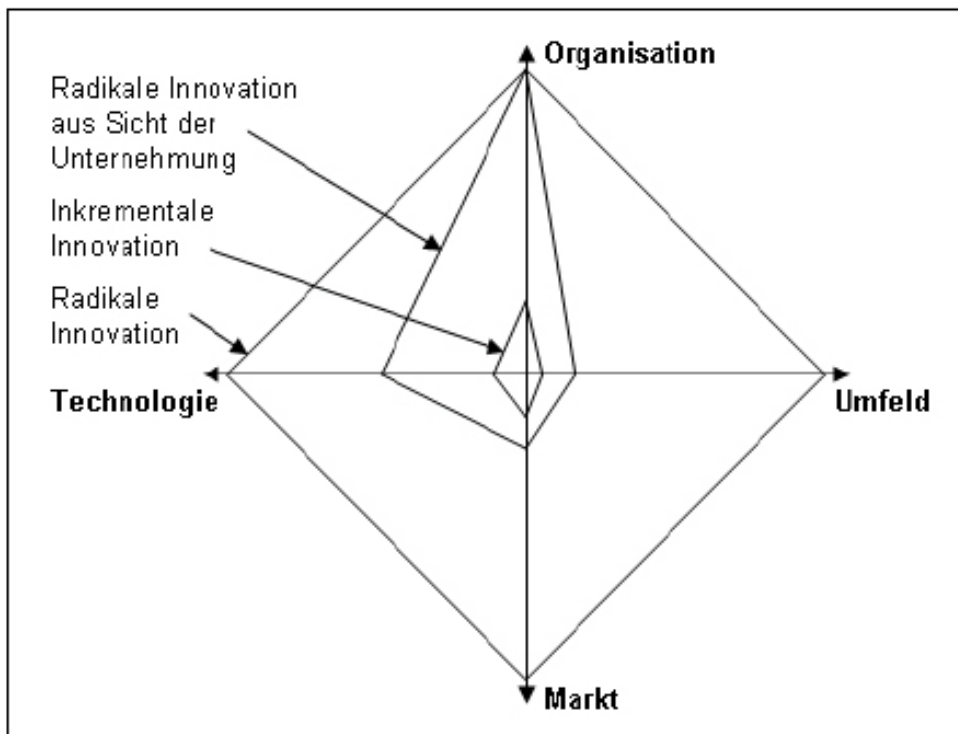 Organisation
Radikale Innovation
aus Sicht der
Unternehmung
Inkrementale
Innovation
Radikale
Innovation
Technologie
Umfeld
Markt